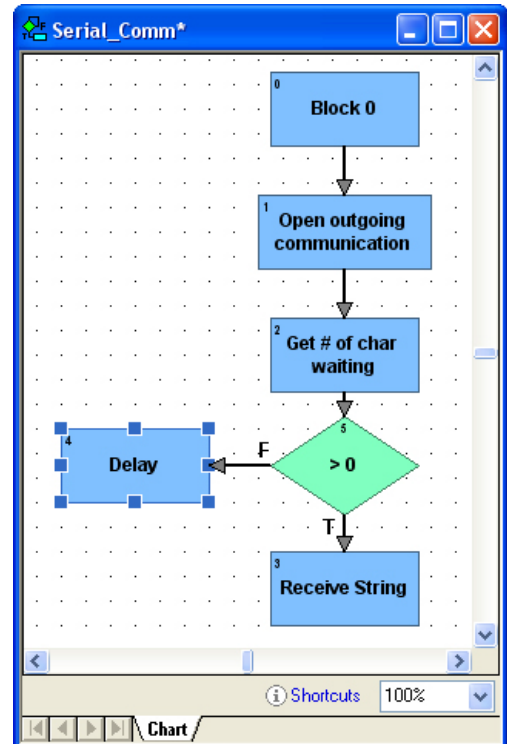 Serial_Comm*
0
Block 0
1
Open outgoing
communication
2
Get # of char
waiting
5
> 0
F
4
Delay
T
3
Receive String
Shortcuts
100%
Chart